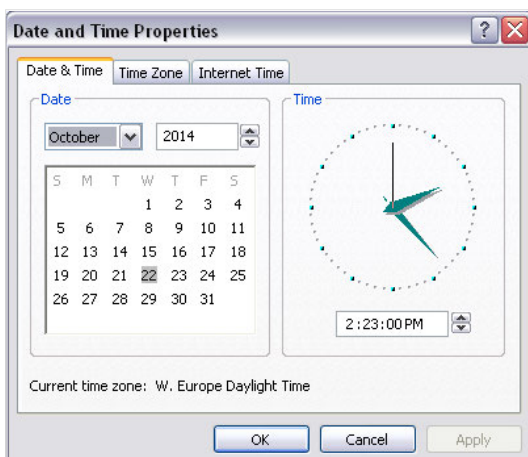 Date and Time Properties
Date & Time Time Zone Internet Time
Date
October 2014
S M T W T F S
1 2 3 4
5 6 7 8 9 10 11
12 13 14 15 16 17 18
19 20 21 22 23 24 25
26 27 28 29 30 31
Time
2:23:00 PM
Current time zone: W. Europe Daylight Time
OK Cancel Apply